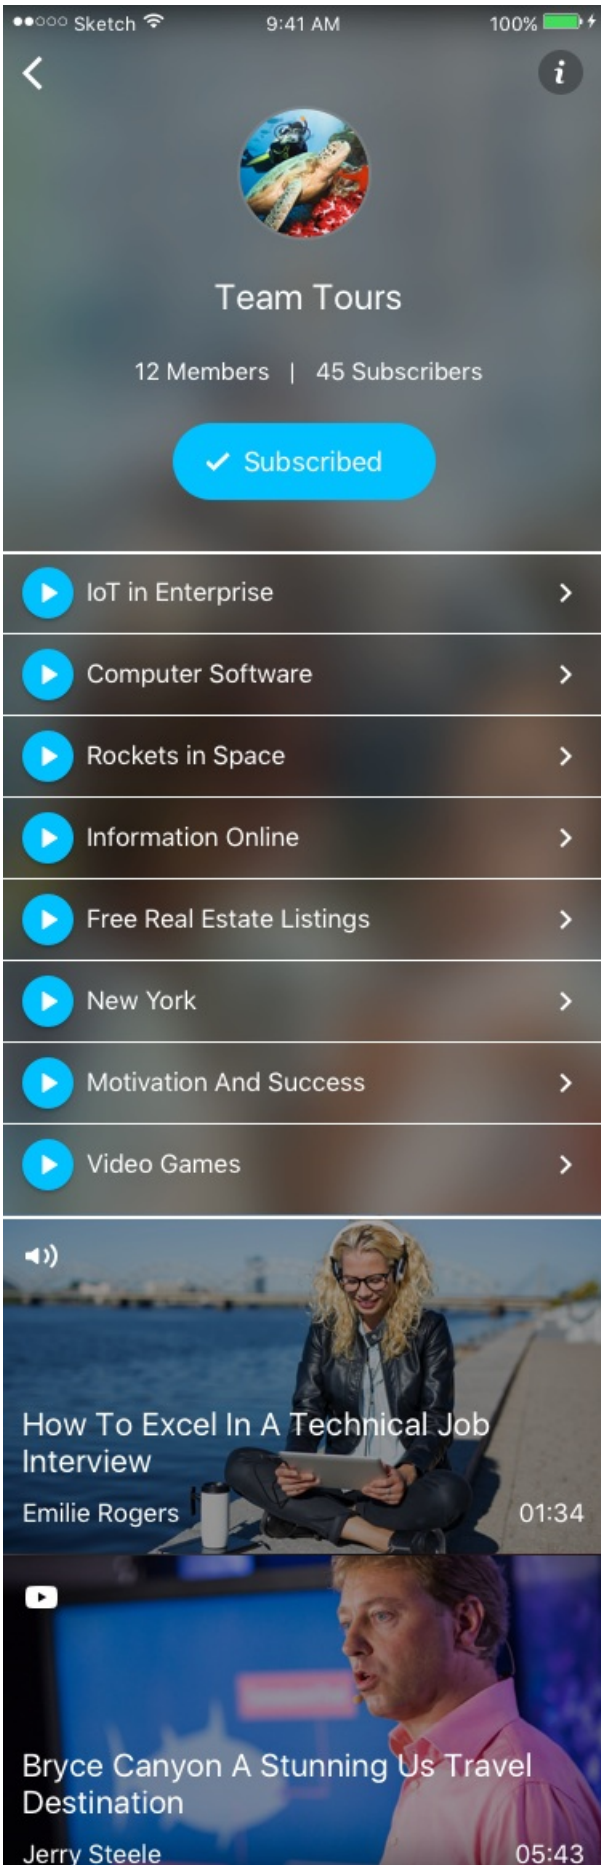 Sketch 9:41 AM 100%
i
Team Tours
12 Members | 45 Subscribers
Subscribed
IoT in Enterprise
Computer Software
Rockets in Space
Information Online
Free Real Estate Listings
New York
Motivation And Success
Video Games
How To Excel In A Technical Job
Interview
Emilie Rogers 01:34
Bryce Canyon A Stunning Us Travel
Destination
Jerry Steele 05:43